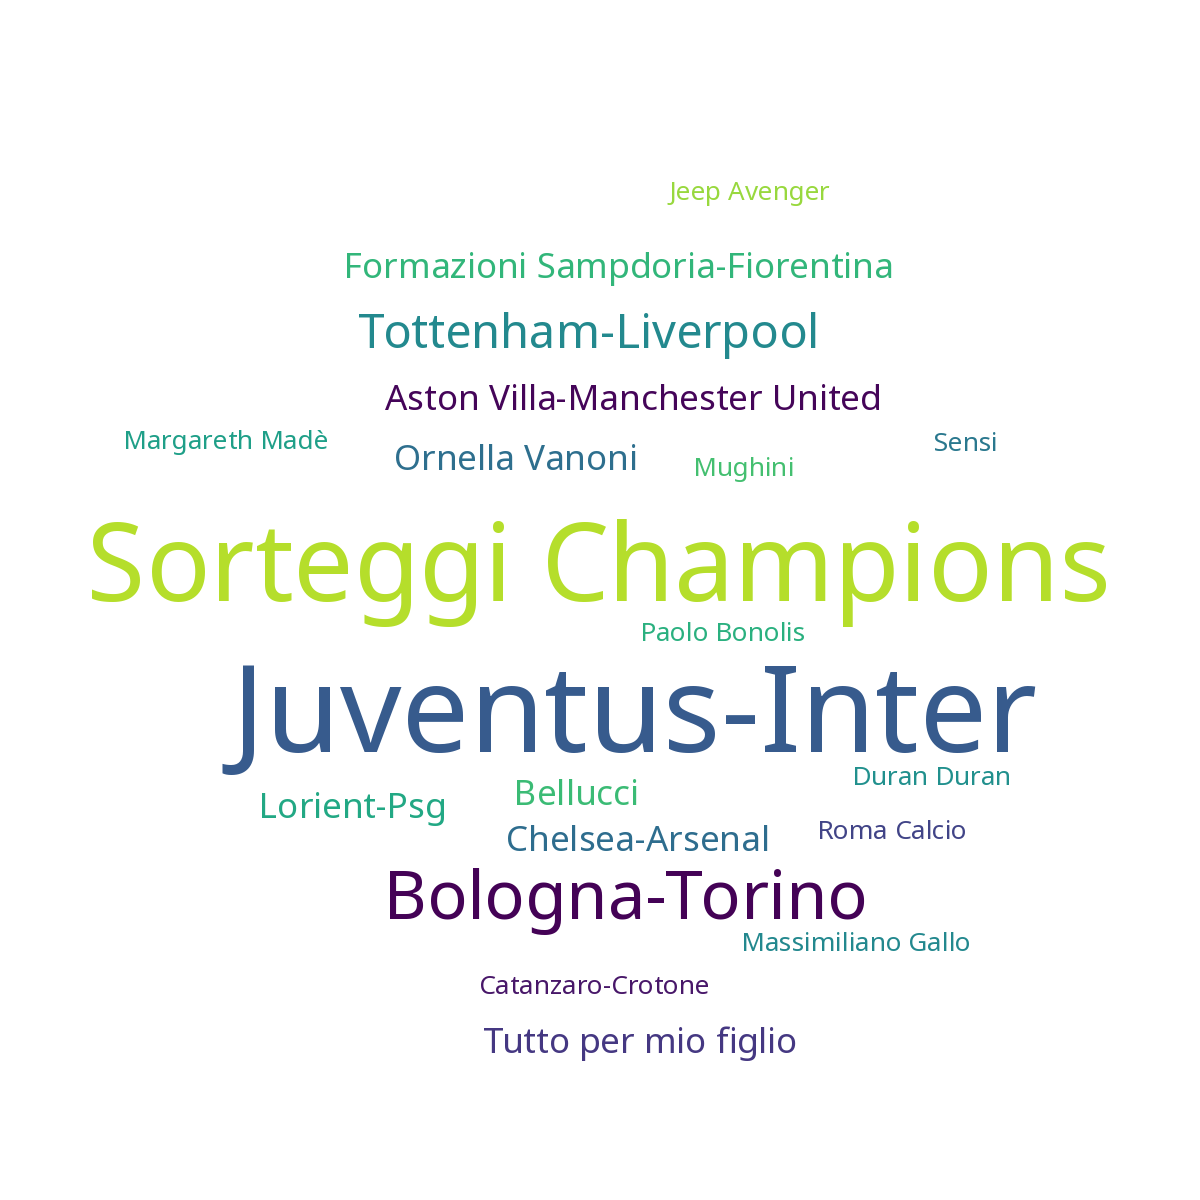 Jeep Avenger
Formazioni Sampdoria-Fiorentina
Tottenham-Liverpool
Aston Villa-Manchester United
Margareth Madè
Ornella Vanoni
Mughini
Sensi
Sorteggi Champions
Paolo Bonolis
Juventus-Inter
Duran Duran
Bellucci
Lorient-Psg
Chelsea-Arsenal
Roma Calcio
Bologna-Torino
Massimiliano Gallo
Catanzaro-Crotone
Tutto per mio figlio